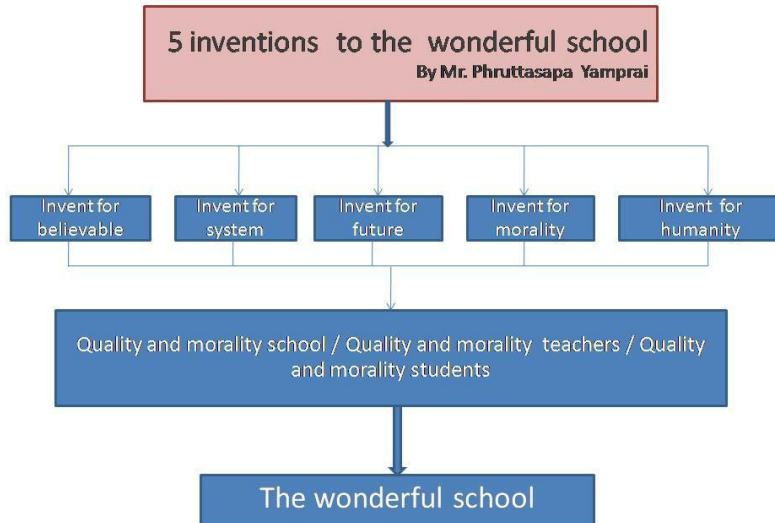 5 inventions to the wonderful school
By Mr. Phruttasapa Yamprai
Invent for
believable
Invent for
system
Invent for
future
Invent for
morality
Invent for
humanity
Quality and morality school / Quality and morality teachers / Quality
and morality students
The wonderful school